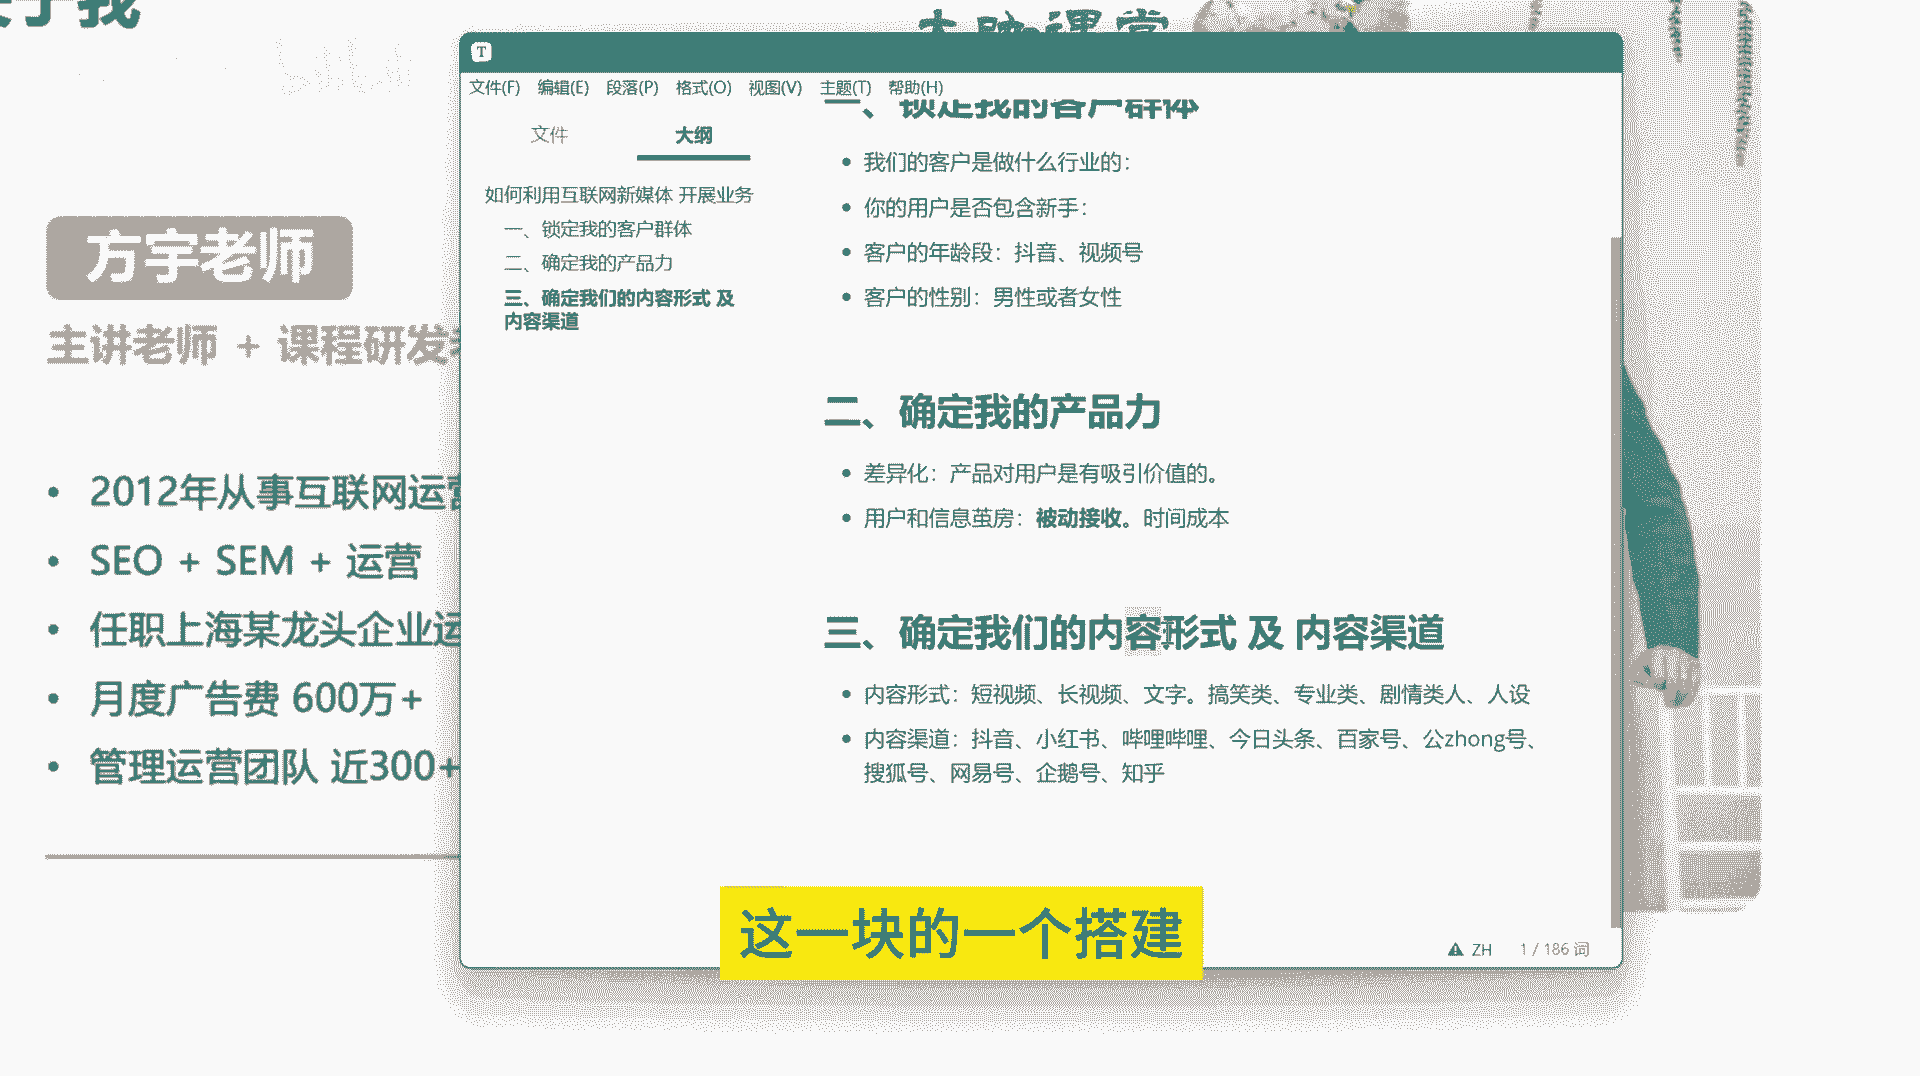 关于我
大脑课堂
bilibili
T
文件(F) 编辑(E) 段落(P) 格式(O) 视图(V) 主题(T) 帮助(H)
文件 大纲
如何利用互联网新媒体 开展业务
一、锁定我的客户群体
二、确定我的产品力
三、确定我们的内容形式 及
内容渠道
一、锁定我的客户群体
• 我们的客户是做什么行业的：
• 你的用户是否包含新手：
• 客户的年龄段：抖音、视频号
• 客户的性别：男性或者女性
二、确定我的产品力
• 差异化：产品对用户是有吸引价值的。
• 用户和信息茧房：被动接收。时间成本
三、确定我们的内容形式 及 内容渠道
• 内容形式：短视频、长视频、文字。搞笑类、专业类、剧情类人、人设
• 内容渠道：抖音、小红书、哔哩哔哩、今日头条、百家号、公zhong号、
搜狐号、网易号、企鹅号、知乎
ZH 1 / 186 词
方宇老师
主讲老师 + 课程研发
• 2012年从事互联网运营
• SEO + SEM + 运营
• 任职上海某龙头企业运
• 月度广告费 600万+
• 管理运营团队 近300+
这一块的一个搭建